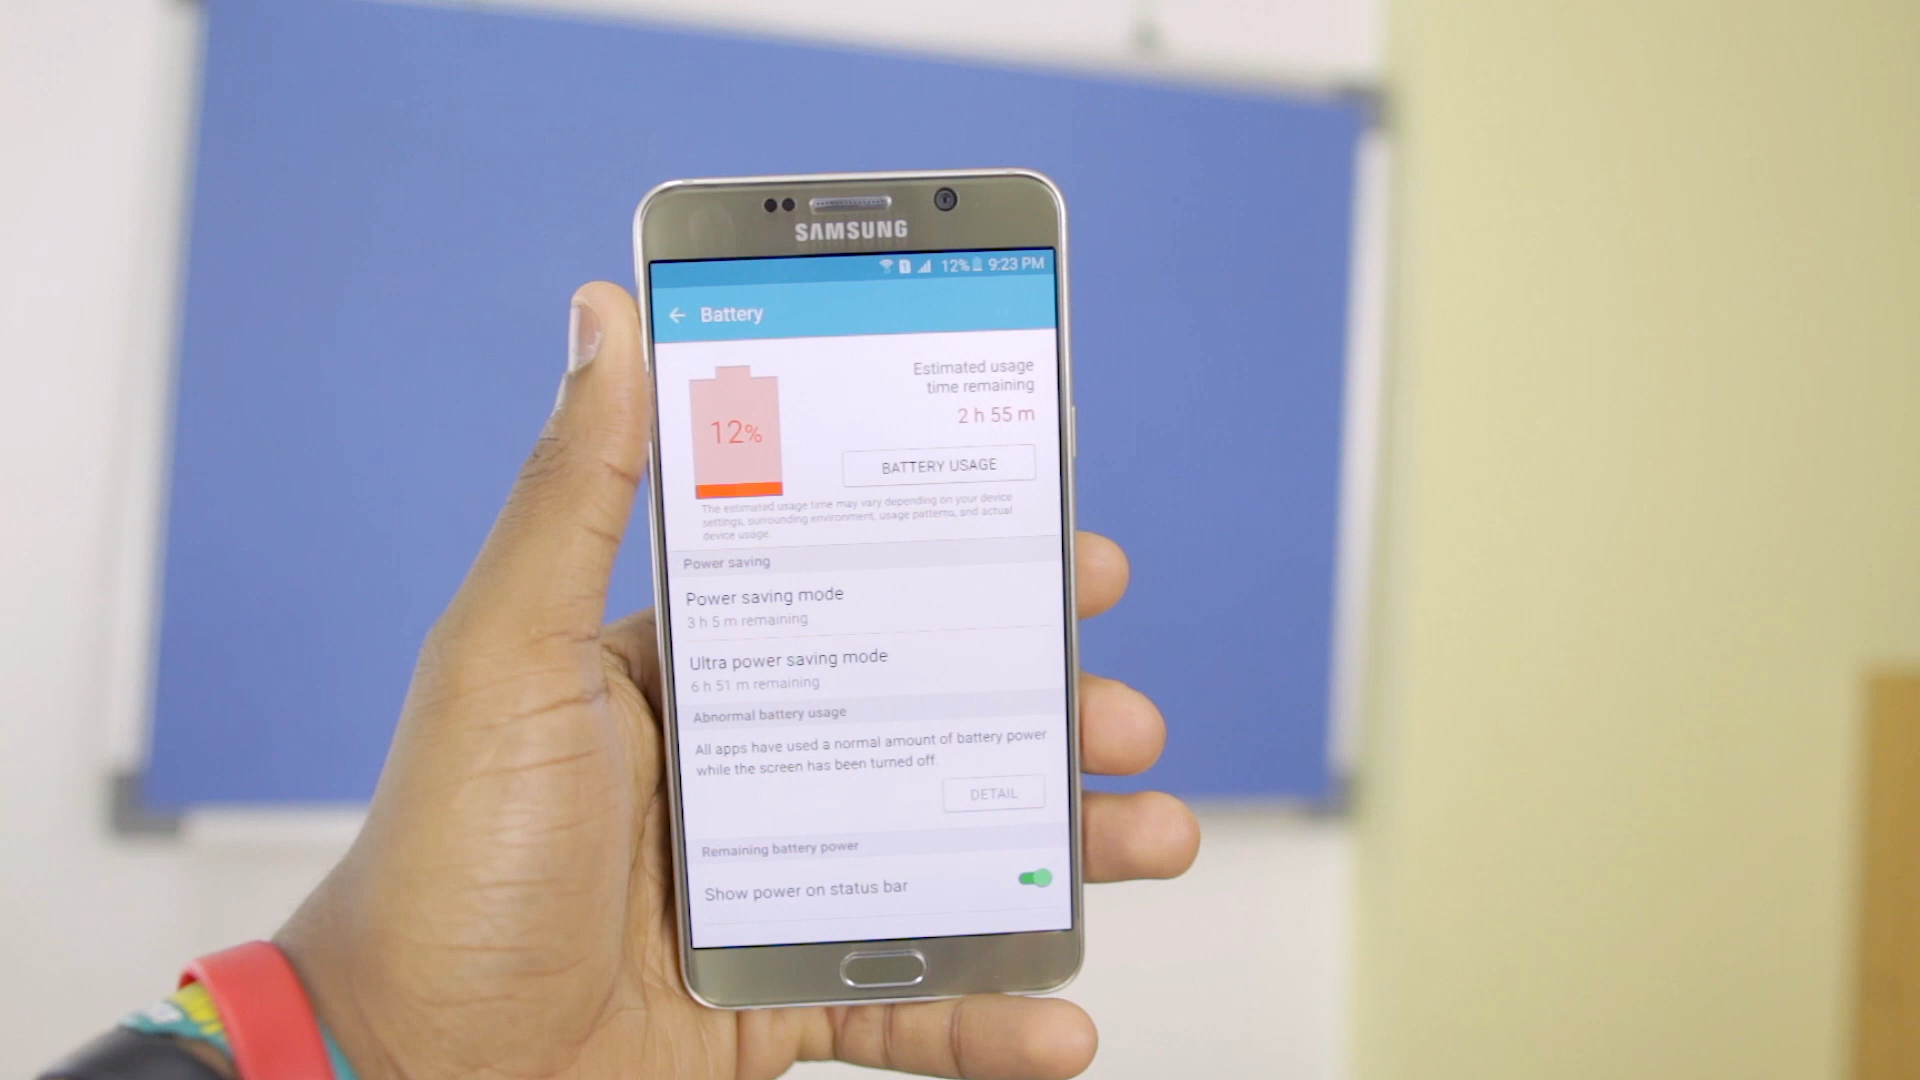 SAMSUNG
12% 9:23 PM
Battery
Estimated usage
time remaining
2 h 55 m
12%
BATTERY USAGE
The estimated usage time may vary depending on your device
settings, surrounding environment, usage patterns, and actual
device usage.
Power saving
Power saving mode
3 h 5 m remaining
Ultra power saving mode
6 h 51 m remaining
Abnormal battery usage
All apps have used a normal amount of battery power
while the screen has been turned off.
DETAIL
Remaining battery power
Show power on status bar